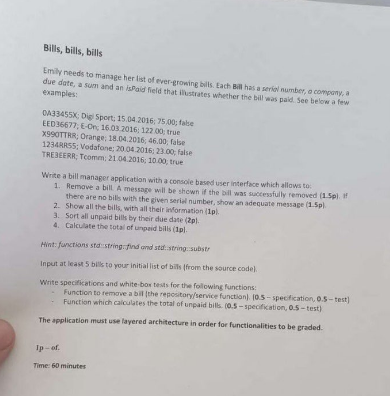 Bills, bills, bills
Emily needs to manage her list of ever-growing bills. Each Bill has a serial number, a company, a
due date, a sum and an isPaid field that illustrates whether the bill was paid. See below a few
examples:
0A33455X; Digi Sport; 15.04.2016; 75.00; false
EED36677; E-On; 16.03.2016; 122.00; true
X990TTRR; Orange; 18.04.2016; 46.00; false
1234RR55; Vodafone; 20.04.2016; 23.00; false
TRE3EERR; Tcomm; 21.04.2016; 10.00; true
Write a bill manager application with a console based user interface which allows to:
1. Remove a bill. A message will be shown if the bill was successfully removed (1.5p). If
there are no bills with the given serial number, show an adequate message (1.5p).
2. Show all the bills, with all their information (1p).
3. Sort all unpaid bills by their due date (2p).
4. Calculate the total of unpaid bills (1p).
Hint: functions std::string::find and std::string::substr
Input at least 5 bills to your initial list of bills (from the source code).
Write specifications and white-box tests for the following functions:
- Function to remove a bill (the repository/service function). (0.5 – specification, 0.5 – test)
- Function which calculates the total of unpaid bills. (0.5 – specification, 0.5 – test)
The application must use layered architecture in order for functionalities to be graded.
1p – of.
Time: 60 minutes